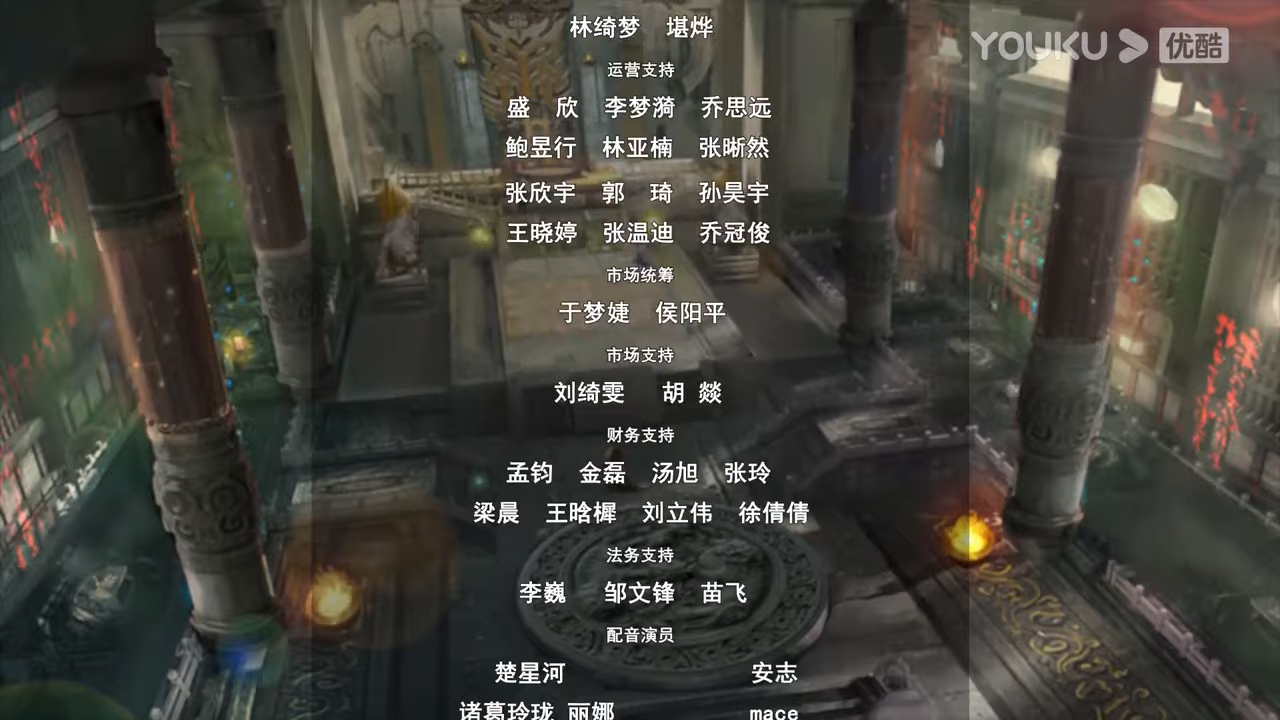 林绮梦 堪烨
YOUKU 优酷
运营支持
盛 欣 李梦漪 乔思远
鲍昱行 林亚楠 张晰然
张欣宇 郭 琦 孙昊宇
王晓婷 张温迪 乔冠俊
市场统筹
于梦婕 侯阳平
市场支持
刘绮雯 胡 燚
财务支持
孟钧 金磊 汤旭 张玲
梁晨 王晗樨 刘立伟 徐倩倩
法务支持
李巍 邹文锋 苗飞
配音演员
楚星河 安志
诸葛玲珑 丽娜 mace